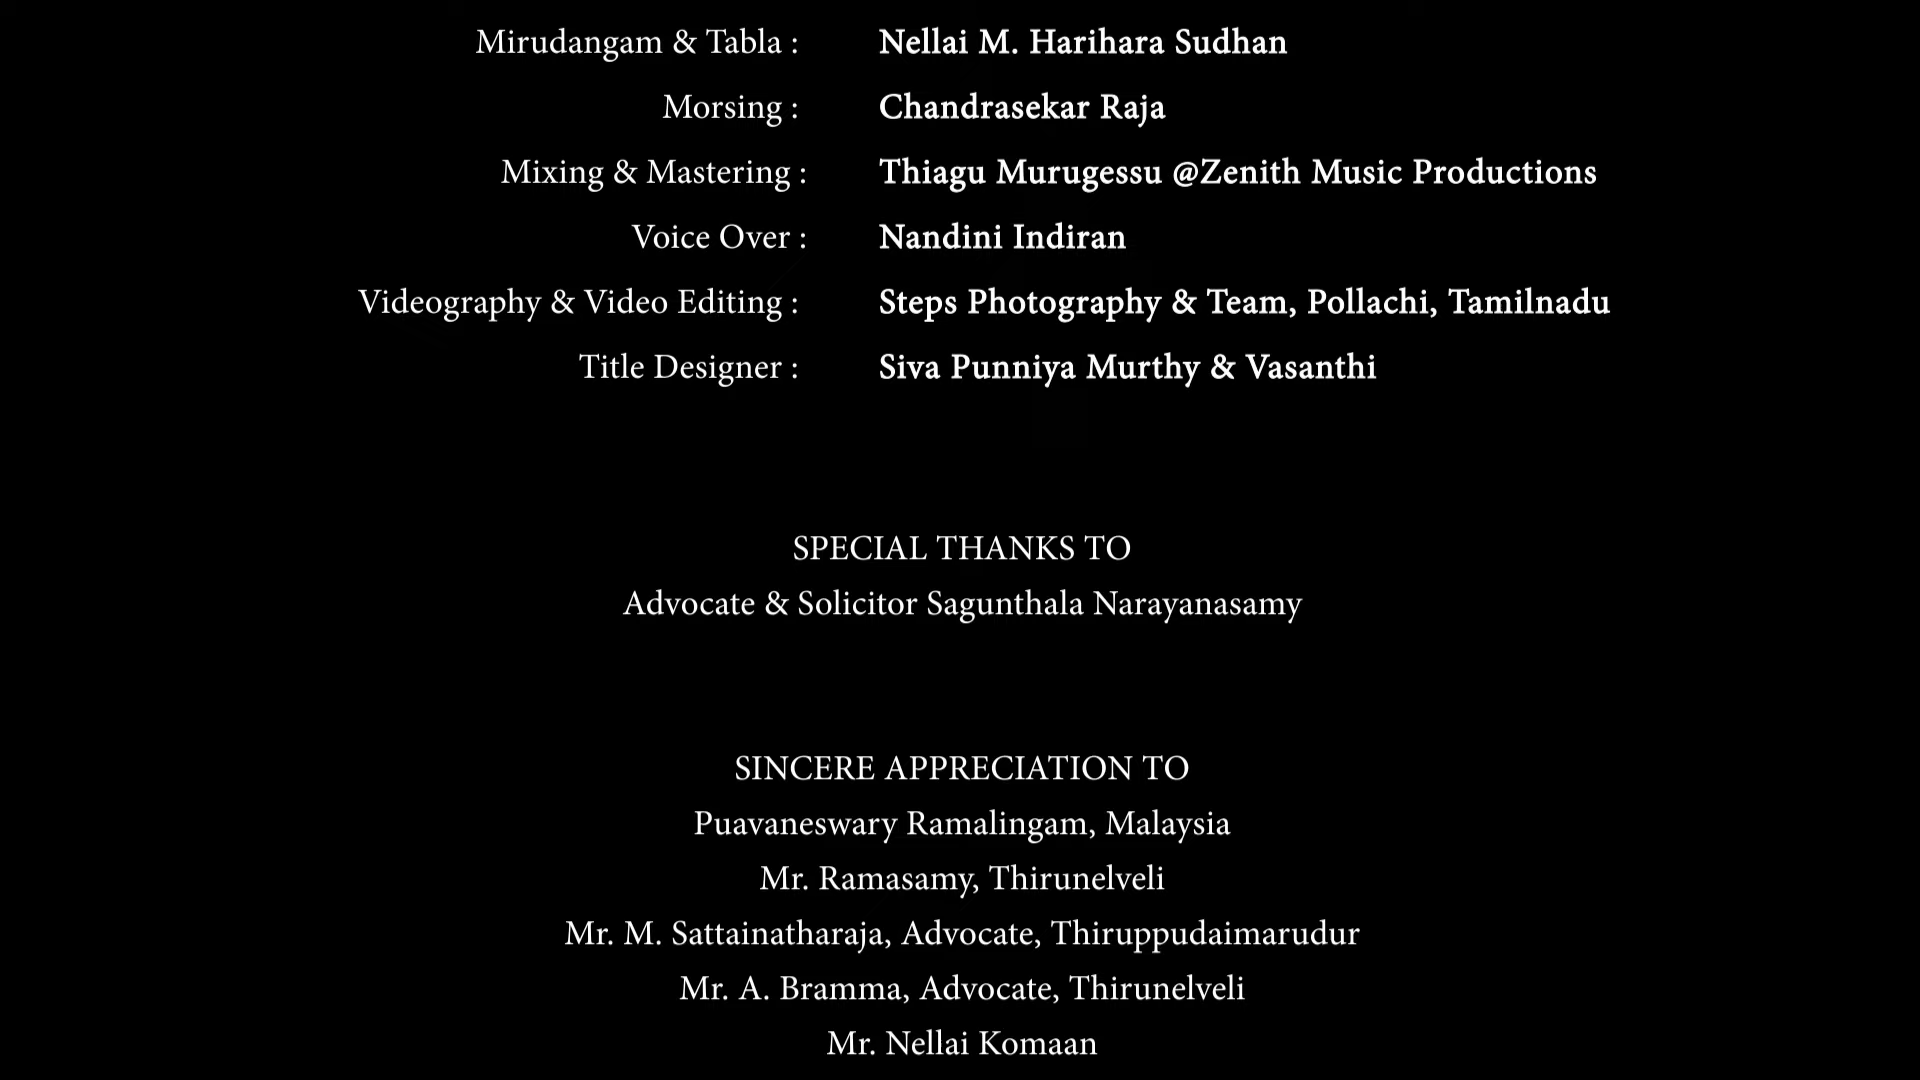 Mirudangam & Tabla : Nellai M. Harihara Sudhan
Morsing : Chandrasekar Raja
Mixing & Mastering : Thiagu Murugessu @Zenith Music Productions
Voice Over : Nandini Indiran
Videography & Video Editing : Steps Photography & Team, Pollachi, Tamilnadu
Title Designer : Siva Punniya Murthy & Vasanthi
SPECIAL THANKS TO
Advocate & Solicitor Sagunthala Narayanasamy
SINCERE APPRECIATION TO
Puavaneswary Ramalingam, Malaysia
Mr. Ramasamy, Thirunelveli
Mr. M. Sattainatharaja, Advocate, Thiruppudaimarudur
Mr. A. Bramma, Advocate, Thirunelveli
Mr. Nellai Komaan